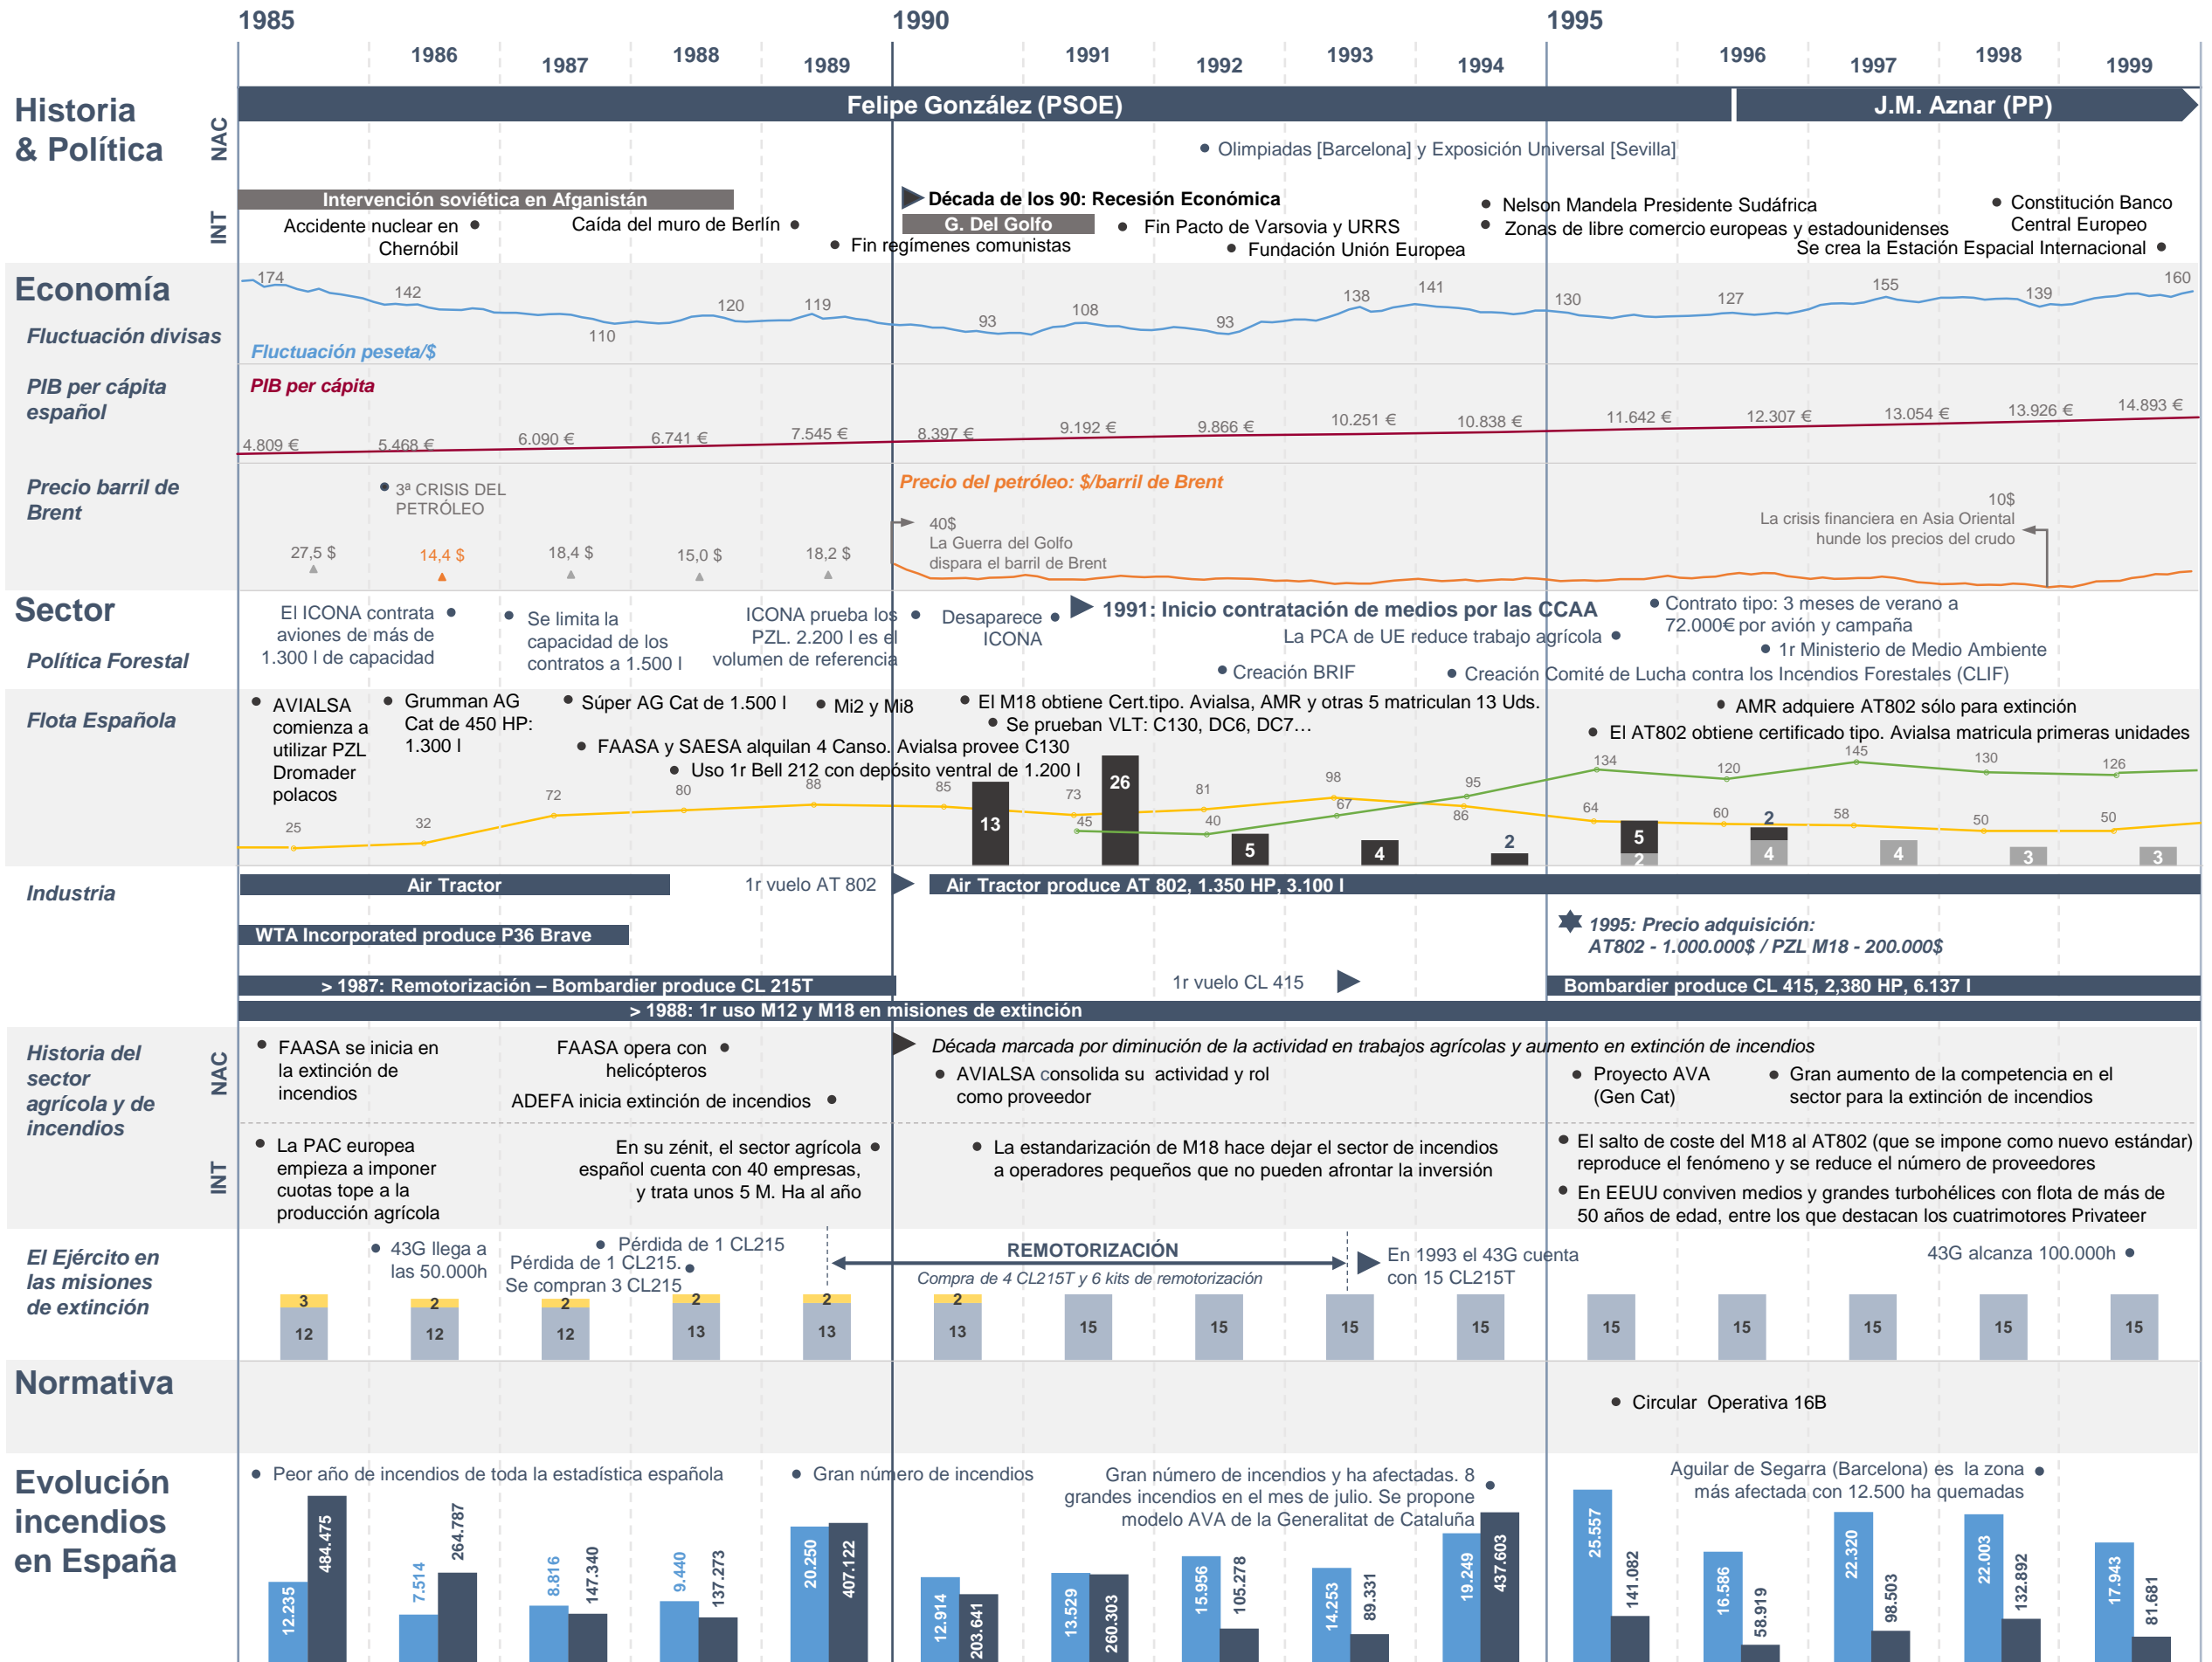 1985
1990
1995
1986
1987
1988
1989
1991
1992
1993
1994
1996
1997
1998
1999
Historia
& Política
NAC
Felipe González (PSOE)
J.M. Aznar (PP)
Olimpiadas [Barcelona] y Exposición Universal [Sevilla]
INT
Intervención soviética en Afganistán
Accidente nuclear en
Chernóbil
Caída del muro de Berlín
Fin regímenes comunistas
Década de los 90: Recesión Económica
G. Del Golfo
Fin Pacto de Varsovia y URRS
Fundación Unión Europea
Nelson Mandela Presidente Sudáfrica
Zonas de libre comercio europeas y estadounidenses
Constitución Banco
Central Europeo
Se crea la Estación Espacial Internacional
Economía
Fluctuación divisas
174
142
110
120
119
93
108
93
138
141
130
127
155
139
160
Fluctuación peseta/$
PIB per cápita
español
PIB per cápita
4.809 €
5.468 €
6.090 €
6.741 €
7.545 €
8.397 €
9.192 €
9.866 €
10.251 €
10.838 €
11.642 €
12.307 €
13.054 €
13.926 €
14.893 €
Precio barril de
Brent
3ª CRISIS DEL
PETRÓLEO
27,5 $
14,4 $
18,4 $
15,0 $
18,2 $
Precio del petróleo: $/barril de Brent
40$
La Guerra del Golfo
dispara el barril de Brent
10$
La crisis financiera en Asia Oriental
hunde los precios del crudo
Sector
Política Forestal
El ICONA contrata
aviones de más de
1.300 l de capacidad
Se limita la
capacidad de los
contratos a 1.500 l
ICONA prueba los
PZL. 2.200 l es el
volumen de referencia
Desaparece
ICONA
1991: Inicio contratación de medios por las CCAA
La PCA de UE reduce trabajo agrícola
Creación BRIF
Contrato tipo: 3 meses de verano a
72.000€ por avión y campaña
1r Ministerio de Medio Ambiente
Creación Comité de Lucha contra los Incendios Forestales (CLIF)
Flota Española
AVIALSA
comienza a
utilizar PZL
Dromader
polacos
Grumman AG
Cat de 450 HP:
1.300 l
Súper AG Cat de 1.500 l
Mi2 y Mi8
FAASA y SAESA alquilan 4 Canso. Avialsa provee C130
Uso 1r Bell 212 con depósito ventral de 1.200 l
El M18 obtiene Cert.tipo. Avialsa, AMR y otras 5 matriculan 13 Uds.
Se prueban VLT: C130, DC6, DC7…
AMR adquiere AT802 sólo para extinción
El AT802 obtiene certificado tipo. Avialsa matricula primeras unidades
25
32
72
80
88
85
73
81
98
86
64
60
58
50
50
45
40
67
95
134
120
145
130
126
13
26
5
4
2
5
2
2
4
4
3
3
Industria
Air Tractor
1r vuelo AT 802
Air Tractor produce AT 802, 1.350 HP, 3.100 l
WTA Incorporated produce P36 Brave
1995: Precio adquisición:
AT802 - 1.000.000$ / PZL M18 - 200.000$
> 1987: Remotorización – Bombardier produce CL 215T
1r vuelo CL 415
Bombardier produce CL 415, 2,380 HP, 6.137 l
> 1988: 1r uso M12 y M18 en misiones de extinción
Historia del
sector
agrícola y de
incendios
NAC
FAASA se inicia en
la extinción de
incendios
FAASA opera con
helicópteros
ADEFA inicia extinción de incendios
Década marcada por diminución de la actividad en trabajos agrícolas y aumento en extinción de incendios
AVIALSA consolida su actividad y rol
como proveedor
Proyecto AVA
(Gen Cat)
Gran aumento de la competencia en el
sector para la extinción de incendios
INT
La PAC europea
empieza a imponer
cuotas tope a la
producción agrícola
En su zénit, el sector agrícola
español cuenta con 40 empresas,
y trata unos 5 M. Ha al año
La estandarización de M18 hace dejar el sector de incendios
a operadores pequeños que no pueden afrontar la inversión
El salto de coste del M18 al AT802 (que se impone como nuevo estándar)
reproduce el fenómeno y se reduce el número de proveedores
En EEUU conviven medios y grandes turbohélices con flota de más de
50 años de edad, entre los que destacan los cuatrimotores Privateer
El Ejército en
las misiones
de extinción
43G llega a
las 50.000h
Pérdida de 1 CL215
Pérdida de 1 CL215.
Se compran 3 CL215
REMOTORIZACIÓN
Compra de 4 CL215T y 6 kits de remotorización
En 1993 el 43G cuenta
con 15 CL215T
43G alcanza 100.000h
3
2
2
2
2
2
12
12
12
13
13
13
15
15
15
15
15
15
15
15
15
Normativa
Circular Operativa 16B
Evolución
incendios
en España
Peor año de incendios de toda la estadística española
Gran número de incendios
Gran número de incendios y ha afectadas. 8
grandes incendios en el mes de julio. Se propone
modelo AVA de la Generalitat de Cataluña
Aguilar de Segarra (Barcelona) es la zona
más afectada con 12.500 ha quemadas
12.235
484.475
7.514
264.787
8.816
147.340
9.440
137.273
20.250
407.122
12.914
203.641
13.529
260.303
15.956
105.278
14.253
89.331
19.249
437.603
25.557
141.082
16.586
58.919
22.320
98.503
22.003
132.892
17.943
81.681